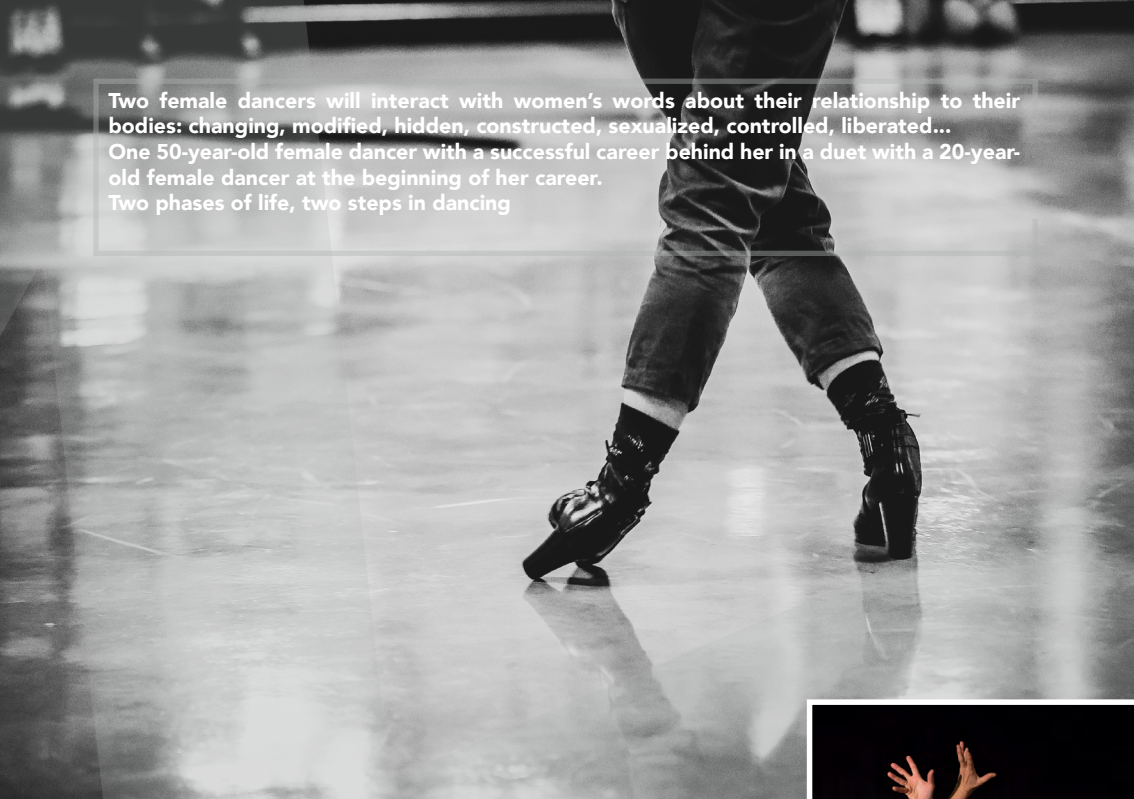 Two female dancers will interact with women’s words about their relationship to their
bodies: changing, modified, hidden, constructed, sexualized, controlled, liberated...
One 50-year-old female dancer with a successful career behind her in a duet with a 20-year-
old female dancer at the beginning of her career.
Two phases of life, two steps in dancing